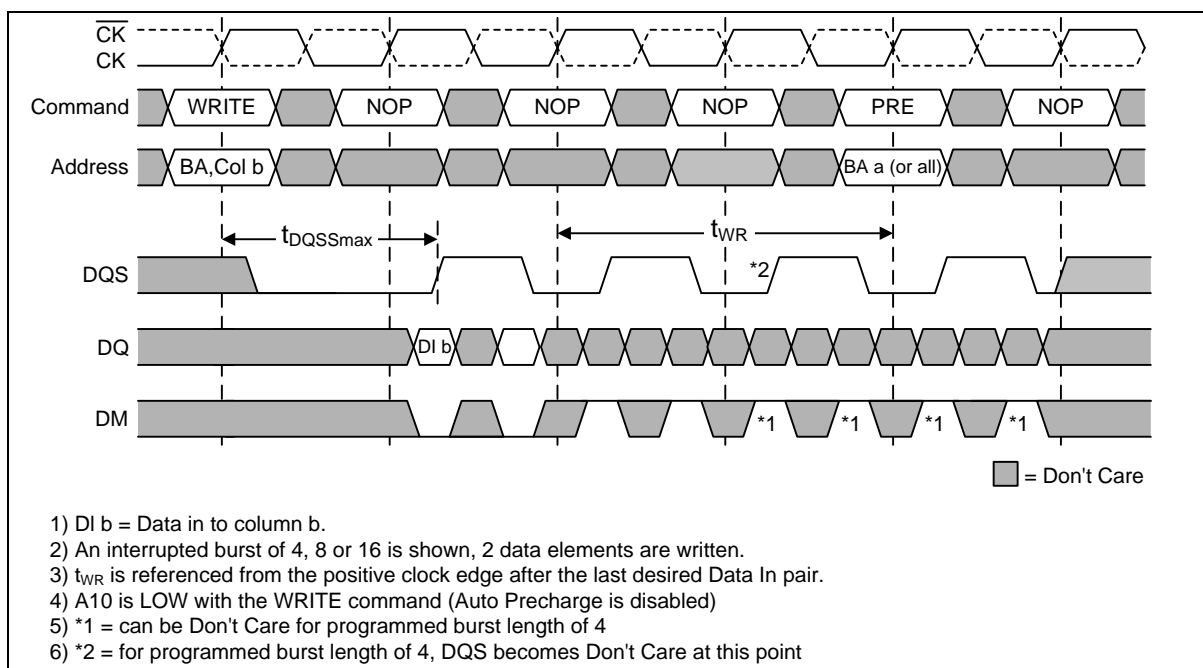 CK
CK
Command WRITE NOP NOP NOP PRE NOP
Address BA,Col b BA a (or all)
tDQSSmax tWR
DQS *2
DQ DI b
DM *1 *1 *1 *1
= Don't Care
1) DI b = Data in to column b.
2) An interrupted burst of 4, 8 or 16 is shown, 2 data elements are written.
3) tWR is referenced from the positive clock edge after the last desired Data In pair.
4) A10 is LOW with the WRITE command (Auto Precharge is disabled)
5) *1 = can be Don't Care for programmed burst length of 4
6) *2 = for programmed burst length of 4, DQS becomes Don't Care at this point